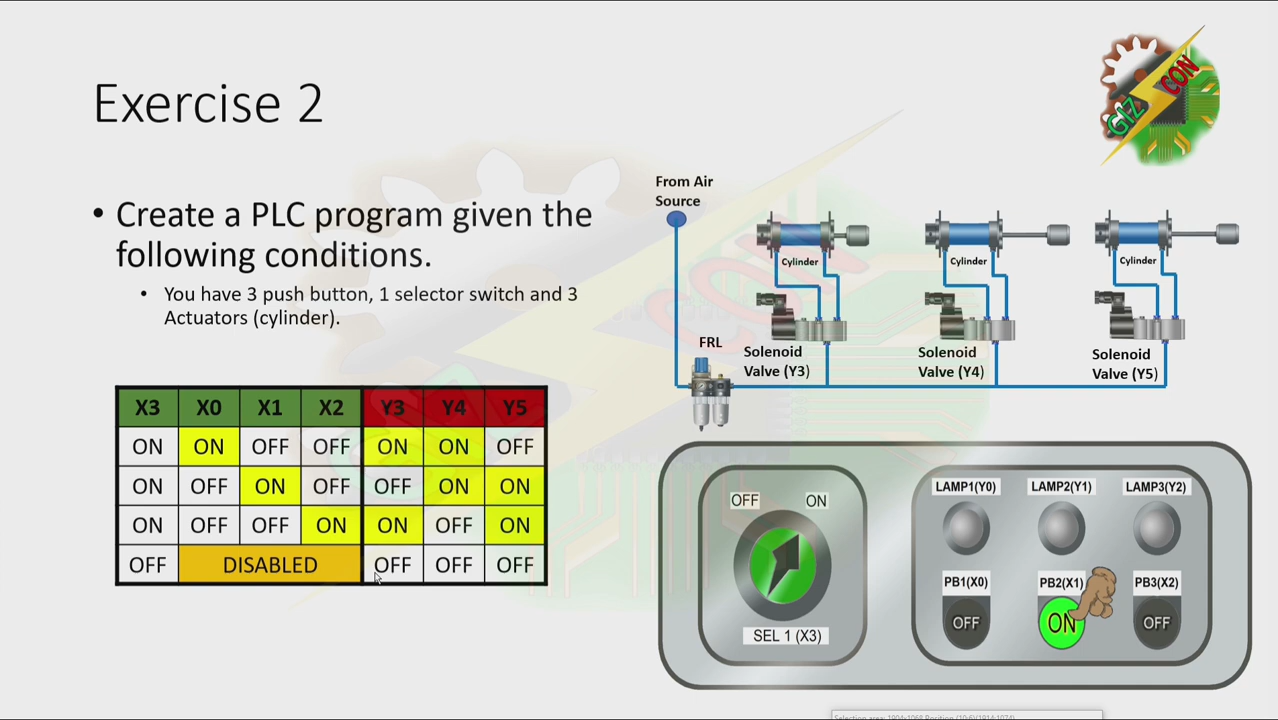 Exercise 2
GIZ CON
• Create a PLC program given the
following conditions.
• You have 3 push button, 1 selector switch and 3
Actuators (cylinder).
X3 X0 X1 X2 Y3 Y4 Y5
ON ON OFF OFF ON ON OFF
ON OFF ON OFF OFF ON ON
ON OFF OFF ON ON OFF ON
OFF DISABLED OFF OFF OFF
From Air
Source
Cylinder
Cylinder
Cylinder
FRL
Solenoid
Valve (Y3)
Solenoid
Valve (Y4)
Solenoid
Valve (Y5)
OFF ON
SEL 1 (X3)
LAMP1(Y0) LAMP2(Y1) LAMP3(Y2)
PB1(X0) PB2(X1) PB3(X2)
OFF ON OFF